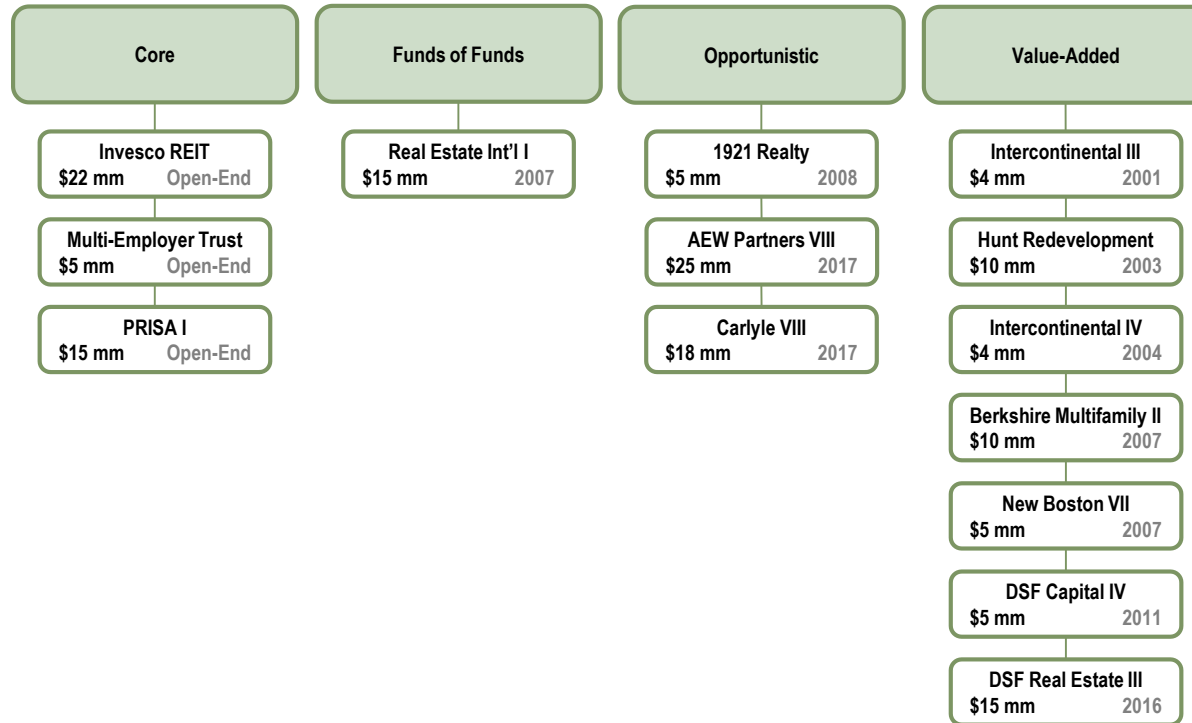 Core
Invesco REIT
$22 mm Open-End
Multi-Employer Trust
$5 mm Open-End
PRISA I
$15 mm Open-End
Funds of Funds
Real Estate Int'l I
$15 mm 2007
Opportunistic
1921 Realty
$5 mm 2008
AEW Partners VIII
$25 mm 2017
Carlyle VIII
$18 mm 2017
Value-Added
Intercontinental III
$4 mm 2001
Hunt Redevelopment
$10 mm 2003
Intercontinental IV
$4 mm 2004
Berkshire Multifamily II
$10 mm 2007
New Boston VII
$5 mm 2007
DSF Capital IV
$5 mm 2011
DSF Real Estate III
$15 mm 2016